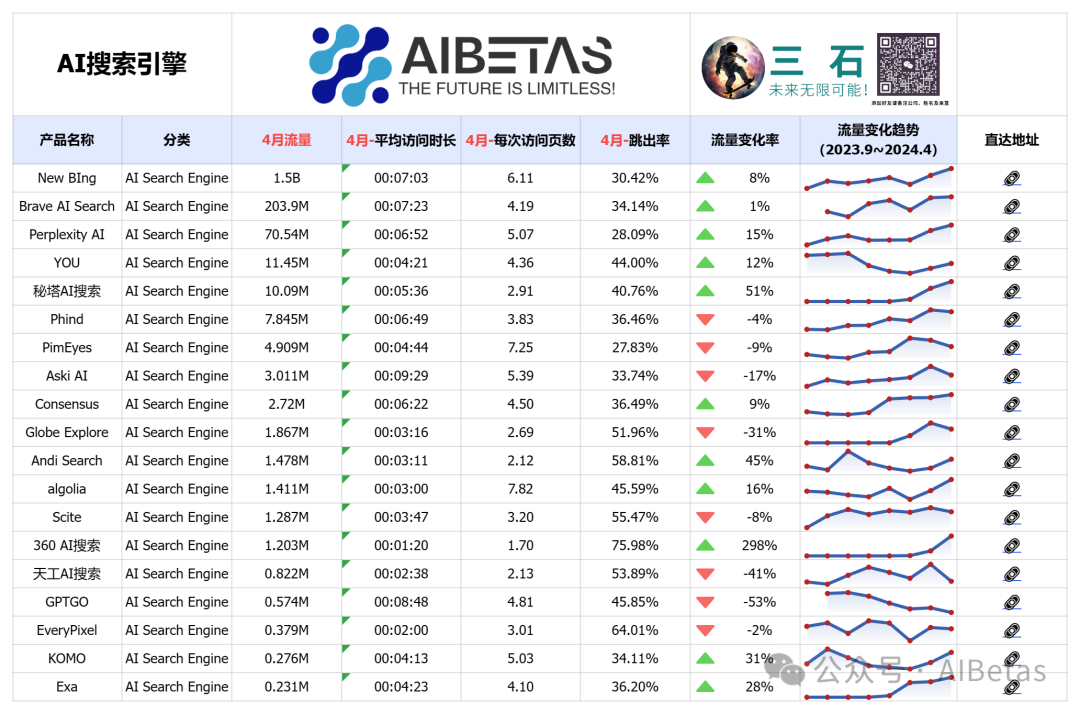 AI搜索引擎
AIBETAS
THE FUTURE IS LIMITLESS!
三 石
未来无限可能！
添加好友请备注公司、姓名及来意
产品名称 分类 4月流量 4月-平均访问时长 4月-每次访问页数 4月-跳出率 流量变化率 流量变化趋势 (2023.9~2024.4) 直达地址
New BIng AI Search Engine 1.5B 00:07:03 6.11 30.42% 8%
Brave AI Search AI Search Engine 203.9M 00:07:23 4.19 34.14% 1%
Perplexity AI AI Search Engine 70.54M 00:06:52 5.07 28.09% 15%
YOU AI Search Engine 11.45M 00:04:21 4.36 44.00% 12%
秘塔AI搜索 AI Search Engine 10.09M 00:05:36 2.91 40.76% 51%
Phind AI Search Engine 7.845M 00:06:49 3.83 36.46% -4%
PimEyes AI Search Engine 4.909M 00:04:44 7.25 27.83% -9%
Aski AI AI Search Engine 3.011M 00:09:29 5.39 33.74% -17%
Consensus AI Search Engine 2.72M 00:06:22 4.50 36.49% 9%
Globe Explore AI Search Engine 1.867M 00:03:16 2.69 51.96% -31%
Andi Search AI Search Engine 1.478M 00:03:11 2.12 58.81% 45%
algolia AI Search Engine 1.411M 00:03:00 7.82 45.59% 16%
Scite AI Search Engine 1.287M 00:03:47 3.20 55.47% -8%
360 AI搜索 AI Search Engine 1.203M 00:01:20 1.70 75.98% 298%
天工AI搜索 AI Search Engine 0.822M 00:02:38 2.13 53.89% -41%
GPTGO AI Search Engine 0.574M 00:08:48 4.81 45.85% -53%
EveryPixel AI Search Engine 0.379M 00:02:00 3.01 64.01% -2%
KOMO AI Search Engine 0.276M 00:04:13 5.03 34.11% 31%
公众号 · AIBetas
Exa AI Search Engine 0.231M 00:04:23 4.10 36.20% 28%